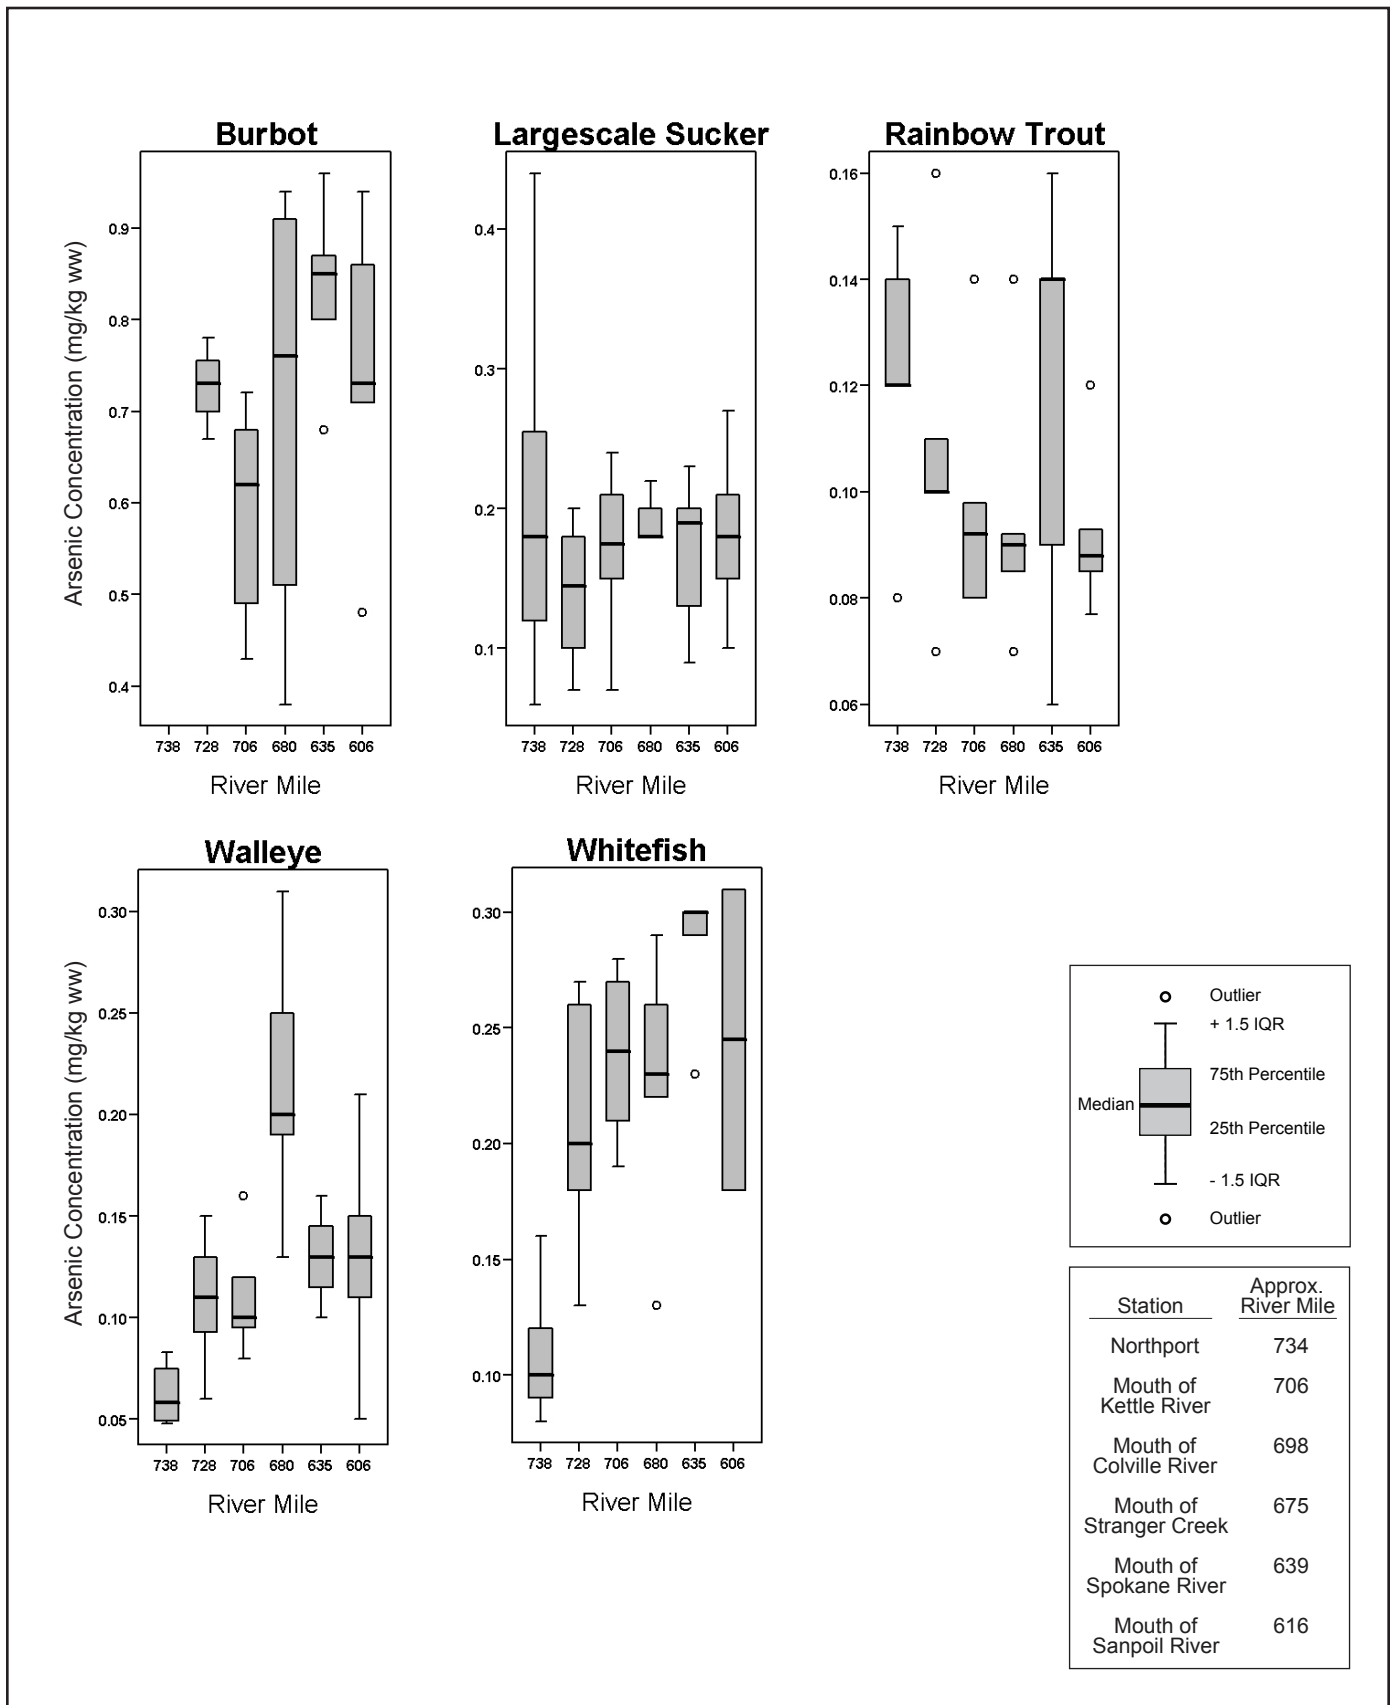 Burbot
Largescale Sucker
Rainbow Trout
Arsenic Concentration (mg/kg ww)
0.9
0.8
0.7
0.6
0.5
0.4
738 728 706 680 635 606
River Mile
0.4
0.3
0.2
0.1
738 728 706 680 635 606
River Mile
0.16
0.14
0.12
0.10
0.08
0.06
738 728 706 680 635 606
River Mile
Walleye
Whitefish
Arsenic Concentration (mg/kg ww)
0.30
0.25
0.20
0.15
0.10
0.05
738 728 706 680 635 606
River Mile
0.30
0.25
0.20
0.15
0.10
738 728 706 680 635 606
River Mile
Outlier
+ 1.5 IQR
75th Percentile
Median
25th Percentile
- 1.5 IQR
Outlier
Station Approx. River Mile
Northport 734
Mouth of
Kettle River 706
Mouth of
Colville River 698
Mouth of
Stranger Creek 675
Mouth of
Spokane River 639
Mouth of
Sanpoil River 616